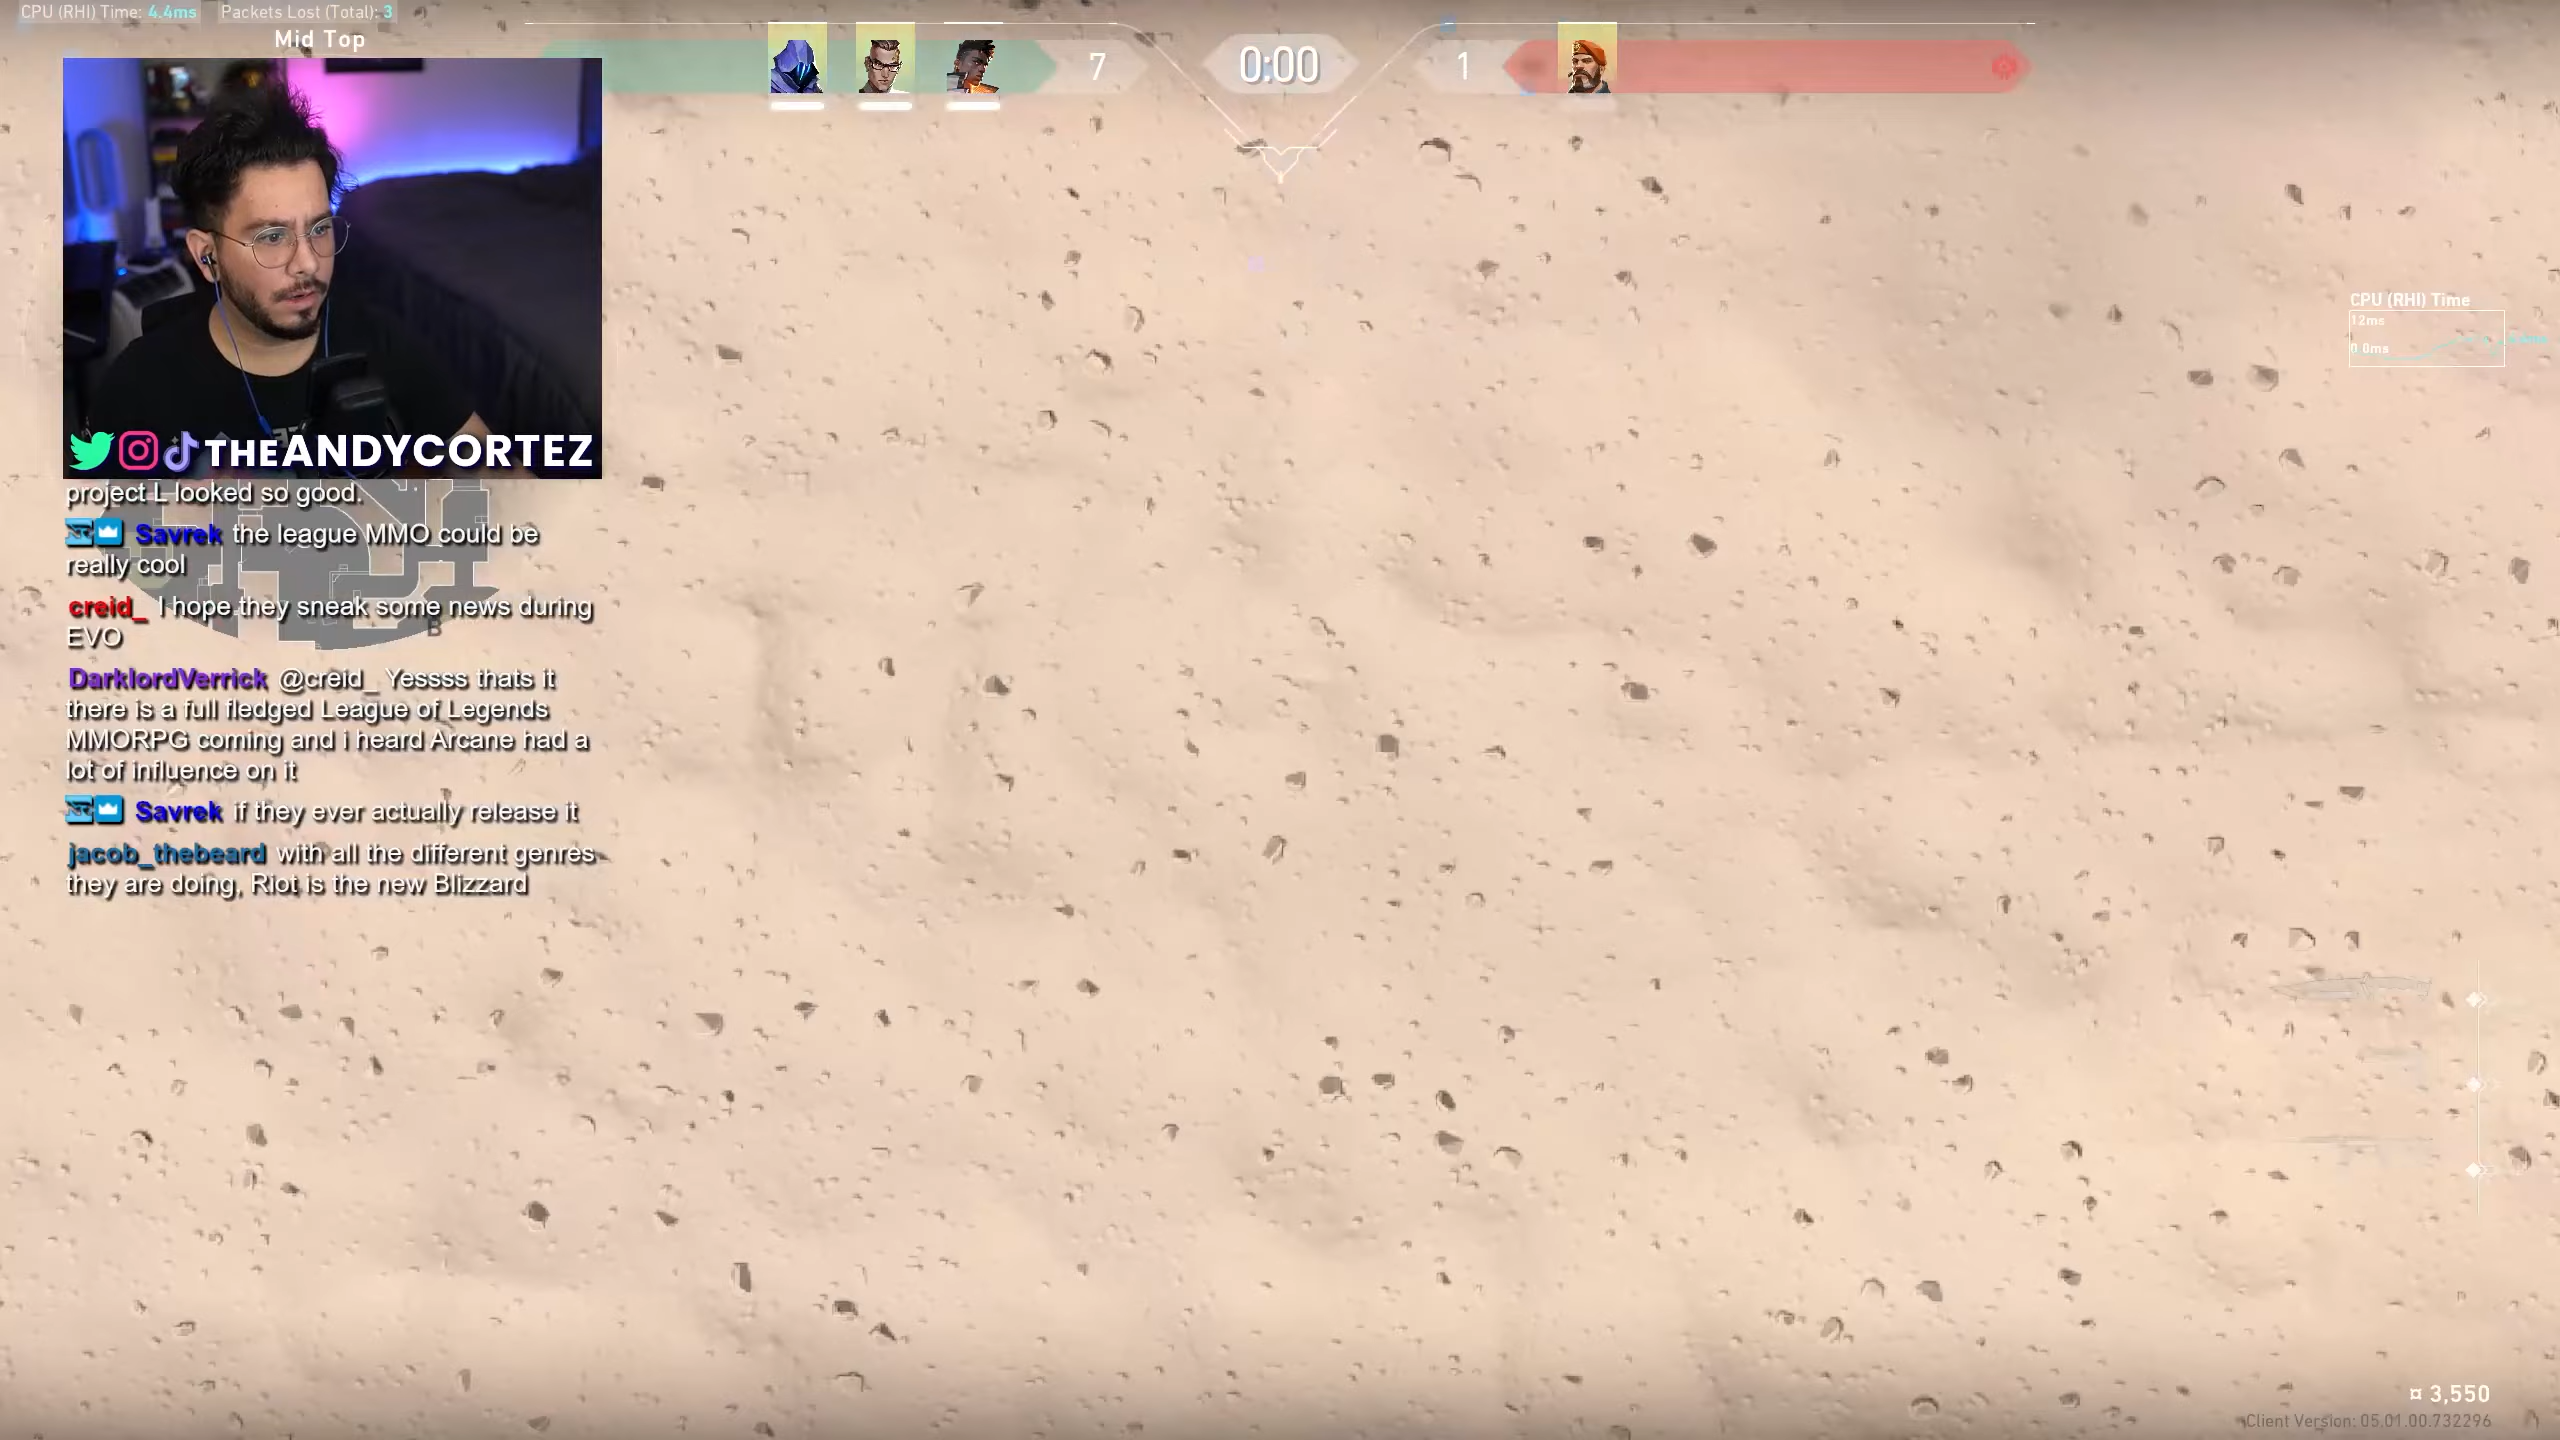 CPU (RHI) Time: 4.4ms Packets Lost (Total): 3
Mid Top
7 0:00 1
THEANDYCORTEZ
project L looked so good.
Savrek the league MMO could be
really cool
creid_ I hope they sneak some news during
EVO
B
DarklordVerrick @creid_ Yessss thats it
there is a full fledged League of Legends
MMORPG coming and i heard Arcane had a
lot of influence on it
Savrek if they ever actually release it
jacob_thebeard with all the different genres
they are doing, Riot is the new Blizzard
CPU (RHI) Time
12ms
0.0ms
¤ 3,550
Client Version: 05.01.00.732296